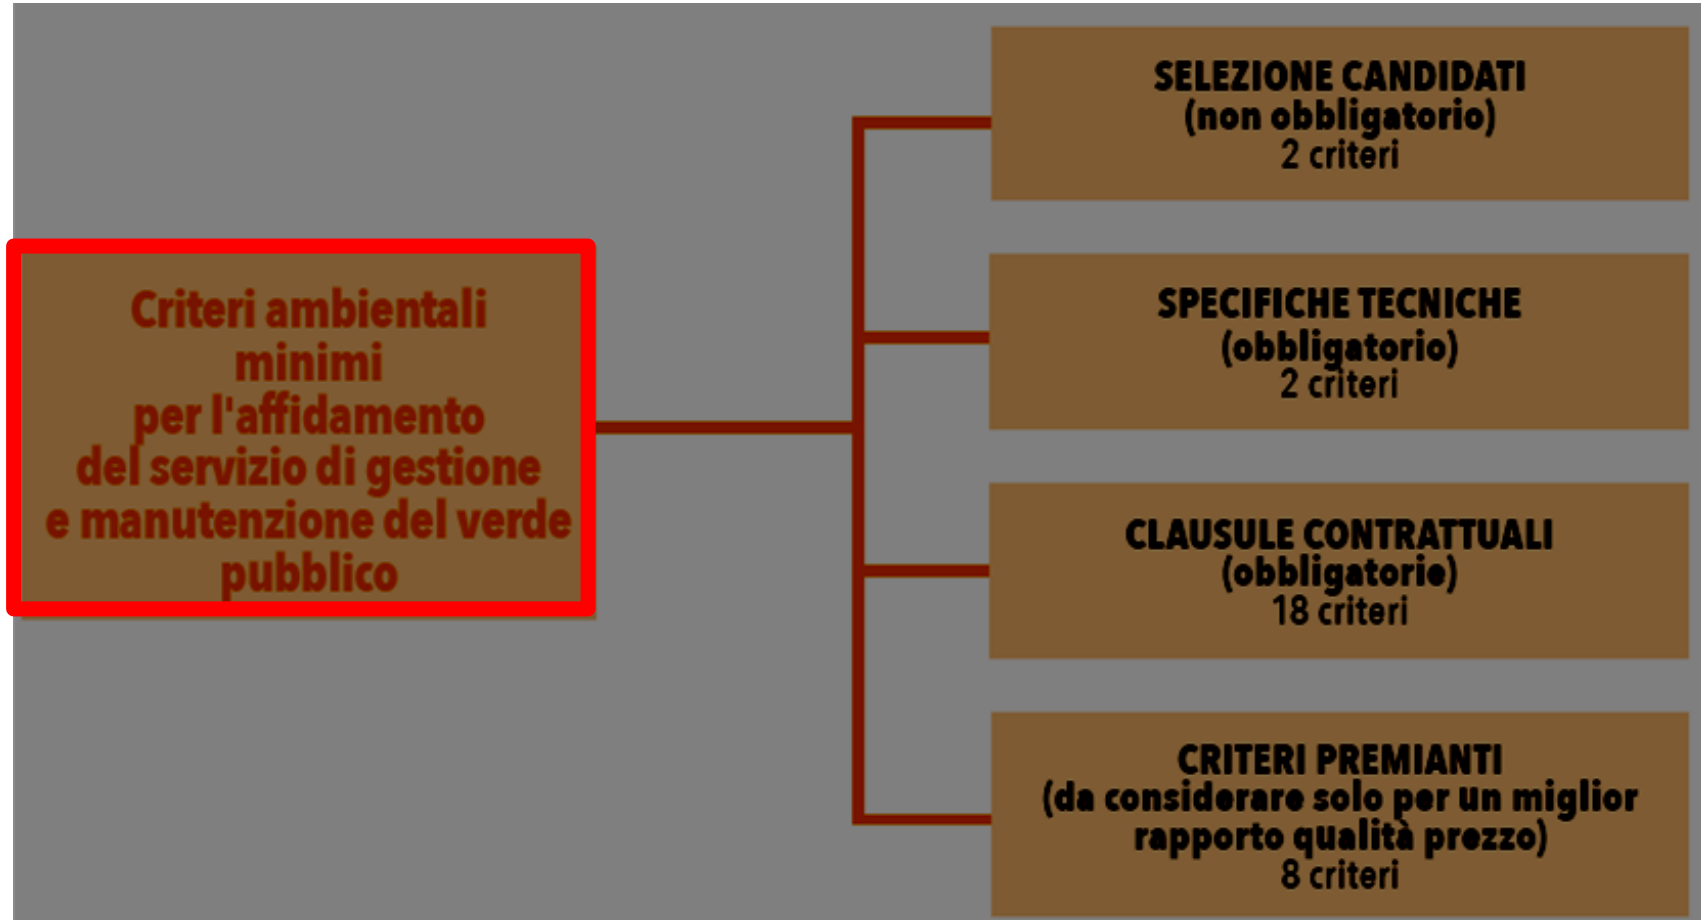 Criteri ambientali
minimi
per l'affidamento
del servizio di gestione
e manutenzione del verde
pubblico
SELEZIONE CANDIDATI
(non obbligatorio)
2 criteri
SPECIFICHE TECNICHE
(obbligatorio)
2 criteri
CLAUSULE CONTRATTUALI
(obbligatorie)
18 criteri
CRITERI PREMIANTI
(da considerare solo per un miglior
rapporto qualità prezzo)
8 criteri